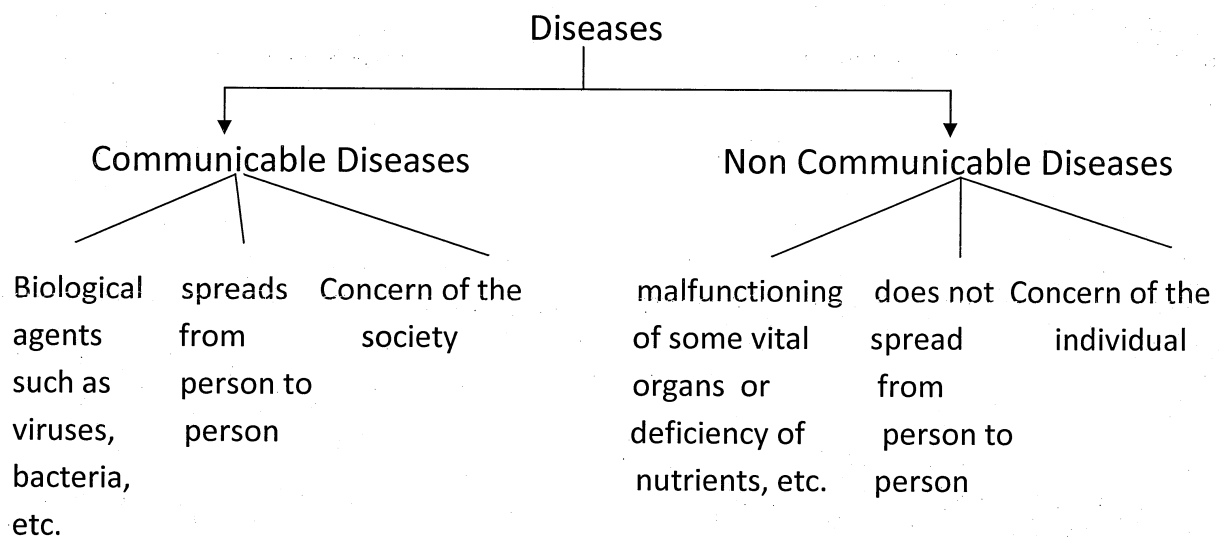 Diseases
Communicable Diseases
Non Communicable Diseases
Biological
agents
such as
viruses,
bacteria,
etc.
spreads
from
person to
person
Concern of the
society
malfunctioning
of some vital
organs or
deficiency of
nutrients, etc.
does not
spread
from
person to
person
Concern of the
individual